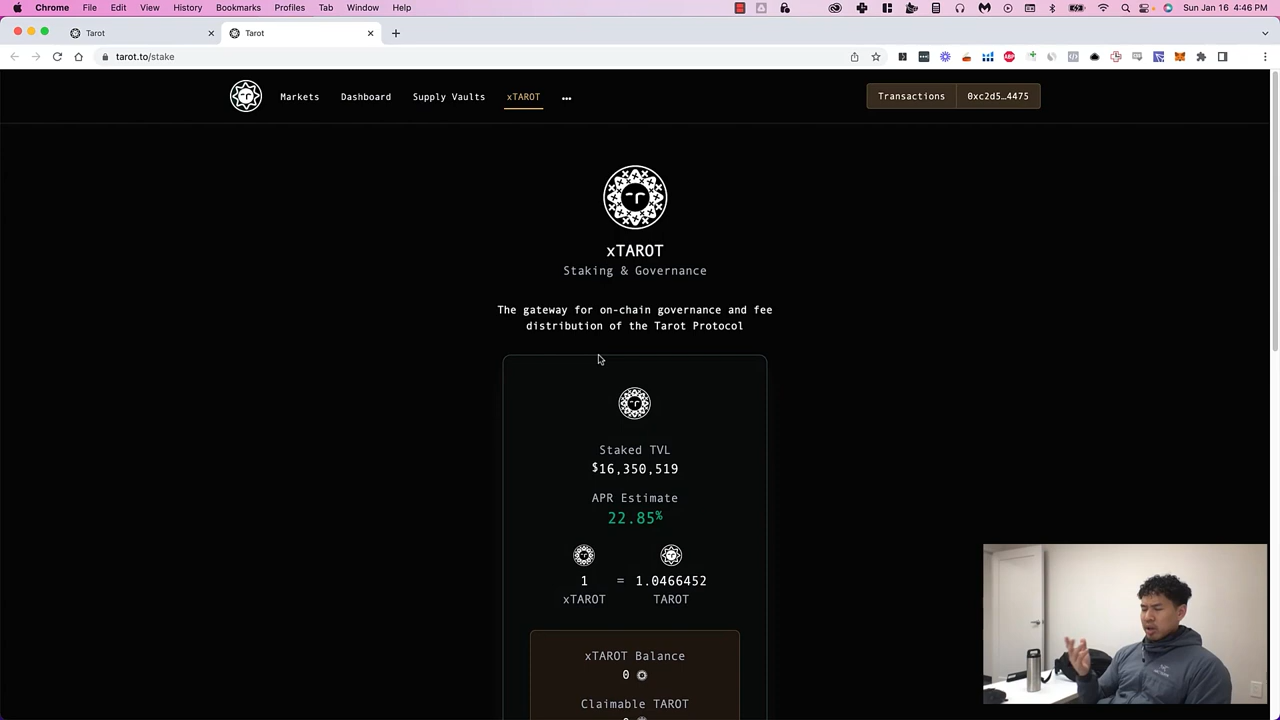 Chrome File Edit View History Bookmarks Profiles Tab Window Help Sun Jan 16 4:46 PM
Tarot Tarot
tarot.to/stake
Markets Dashboard Supply Vaults xTAROT Transactions 0xc2d5…4475
xTAROT
Staking & Governance
The gateway for on-chain governance and fee
distribution of the Tarot Protocol
Staked TVL
$16,350,519
APR Estimate
22.85%
1 = 1.0466452
xTAROT TAROT
xTAROT Balance
0
Claimable TAROT